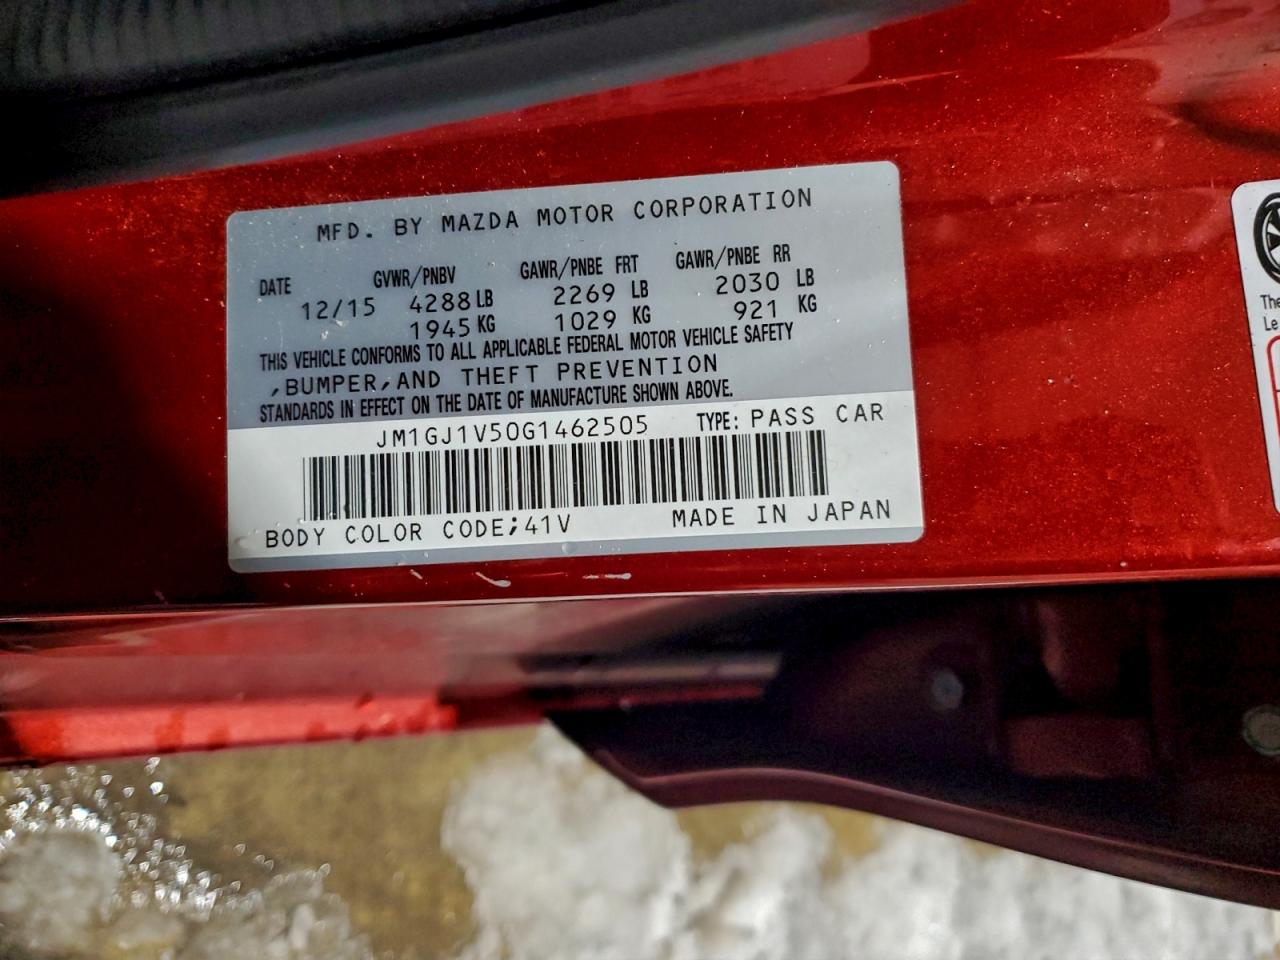 MFD. BY MAZDA MOTOR CORPORATION
DATE GVWR/PNBV GAWR/PNBE FRT GAWR/PNBE RR
12/15 4288 LB 2269 LB 2030 LB
1945 KG 1029 KG 921 KG
THIS VEHICLE CONFORMS TO ALL APPLICABLE FEDERAL MOTOR VEHICLE SAFETY
,BUMPER,AND THEFT PREVENTION
STANDARDS IN EFFECT ON THE DATE OF MANUFACTURE SHOWN ABOVE.
JM1GJ1V50G1462505 TYPE: PASS CAR
BODY COLOR CODE;41V MADE IN JAPAN
The
Le